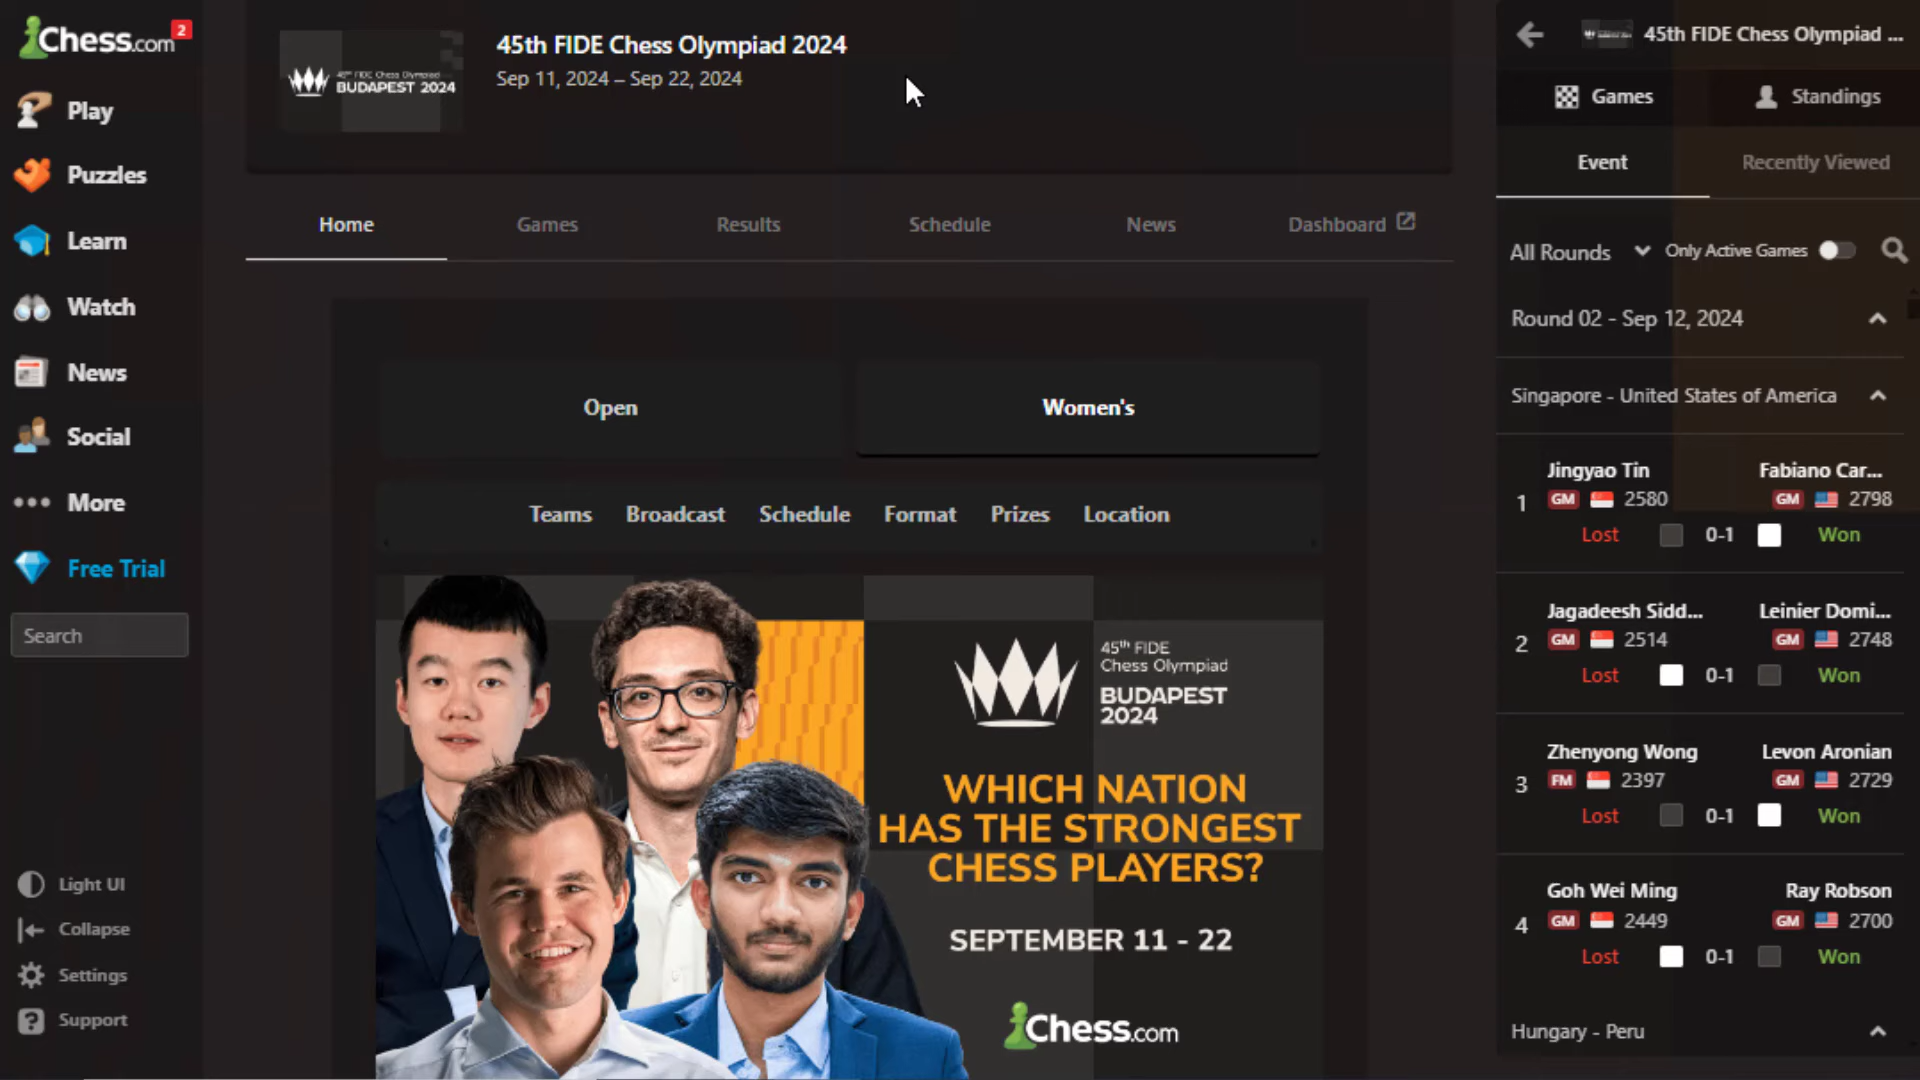 Chess.com
2
Play
Puzzles
Learn
Watch
News
Social
More
Free Trial
Search
Light UI
Collapse
Settings
Support
45th FIDE Chess Olympiad
BUDAPEST 2024
45th FIDE Chess Olympiad 2024
Sep 11, 2024 – Sep 22, 2024
Home
Games
Results
Schedule
News
Dashboard
Open
Women's
Teams
Broadcast
Schedule
Format
Prizes
Location
45th FIDE
Chess Olympiad
BUDAPEST
2024
WHICH NATION
HAS THE STRONGEST
CHESS PLAYERS?
SEPTEMBER 11 - 22
Chess.com
45th FIDE Chess Olympiad ...
Games
Standings
Event
Recently Viewed
All Rounds
Only Active Games
Round 02 - Sep 12, 2024
Singapore - United States of America
1
Jingyao Tin
Fabiano Car...
GM 2580
GM 2798
Lost 0-1 Won
2
Jagadeesh Sidd...
Leinier Domi...
GM 2514
GM 2748
Lost 0-1 Won
3
Zhenyong Wong
Levon Aronian
FM 2397
GM 2729
Lost 0-1 Won
4
Goh Wei Ming
Ray Robson
GM 2449
GM 2700
Lost 0-1 Won
Hungary - Peru